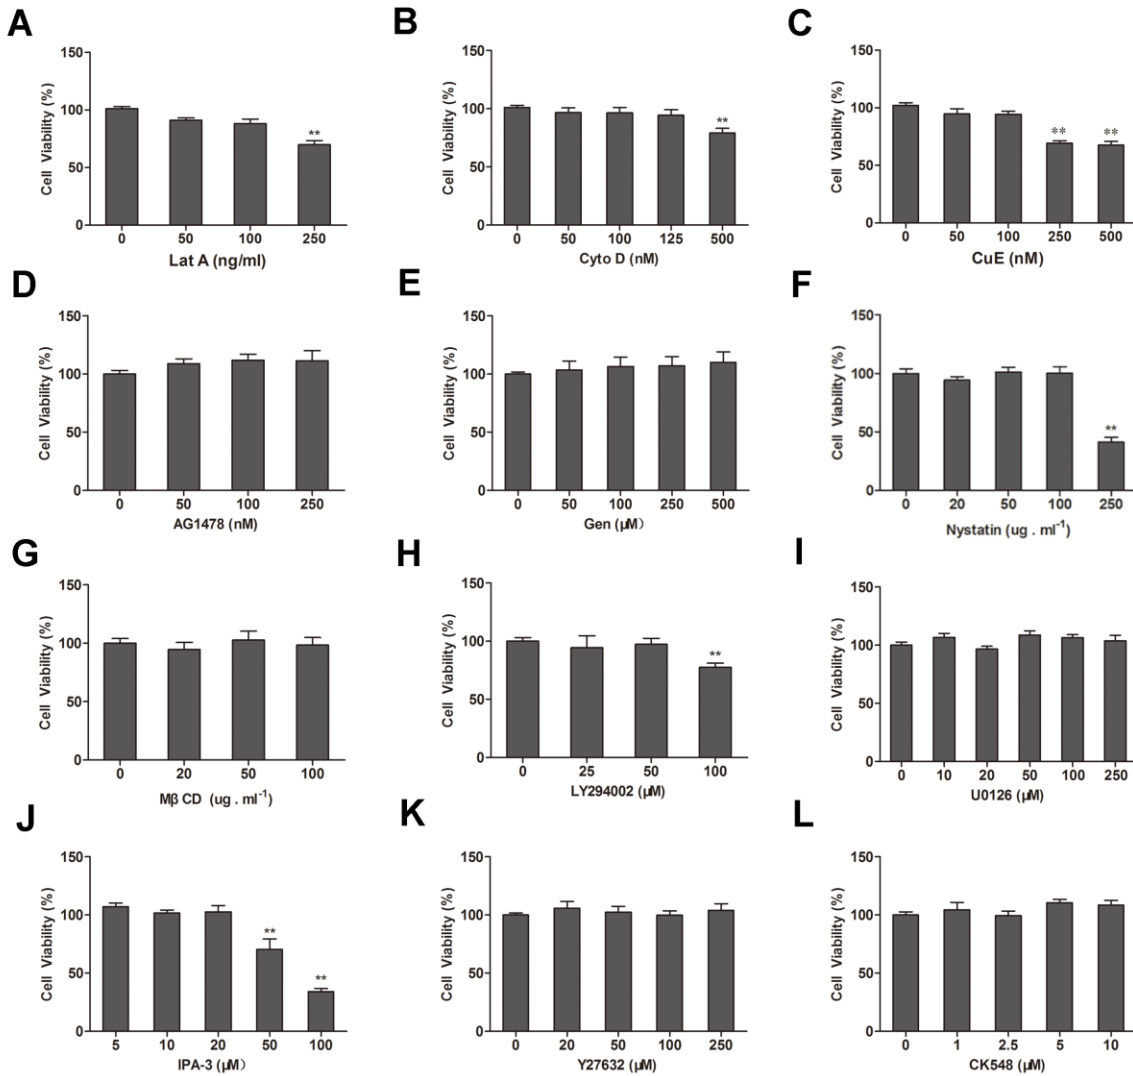 A
B
C
150
100
50
0
Cell Viability (%)
**
0 50 100 250
Lat A (ng/ml)
150
100
50
0
Cell Viability (%)
**
0 50 100 125 500
Cyto D (nM)
150
100
50
0
Cell Viability (%)
** **
0 50 100 250 500
CuE (nM)
D
E
F
150
100
50
0
Cell Viability (%)
0 50 100 250
AG1478 (nM)
150
100
50
0
Cell Viability (%)
0 50 100 250 500
Gen (µM)
150
100
50
0
Cell Viability (%)
**
0 20 50 100 250
Nystatin (ug . ml-1)
G
H
I
150
100
50
0
Cell Viability (%)
0 20 50 100
Mβ CD (ug . ml-1)
150
100
50
0
Cell Viability (%)
**
0 25 50 100
LY294002 (µM)
150
100
50
0
Cell Viability (%)
0 10 20 50 100 250
U0126 (µM)
J
K
L
150
100
50
0
Cell Viability (%)
**
**
5 10 20 50 100
IPA-3 (µM)
150
100
50
0
Cell Viability (%)
0 20 50 100 250
Y27632 (µM)
150
100
50
0
Cell Viability (%)
0 1 2.5 5 10
CK548 (µM)